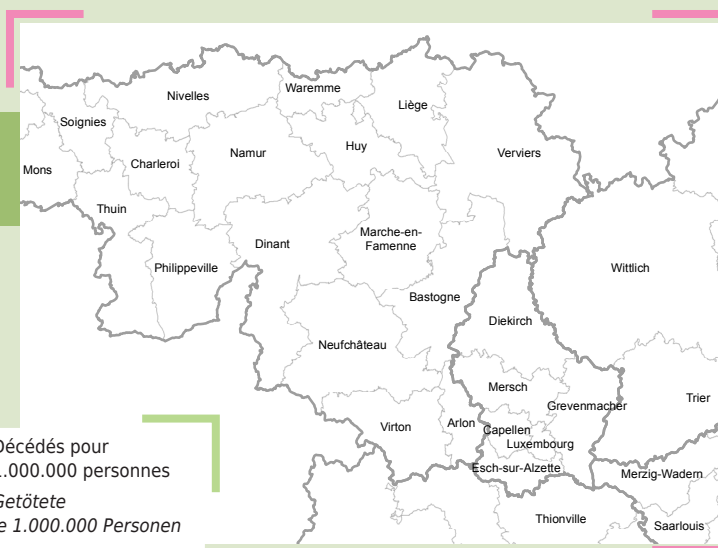 Waremme
Nivelles
Liège
Soignies
Huy
Namur
Verviers
Charleroi
Mons
Thuin
Marche-en-
Famenne
Dinant
Philippeville
Wittlich
Bastogne
Diekirch
Neufchâteau
Mersch
Grevenmacher
Trier
Arlon
Virton
Capellen
Luxembourg
Esch-sur-Alzette
Merzig-Wadern
Thionville
Saarlouis
Décédés pour
1.000.000 personnes
Getötete
je 1.000.000 Personen